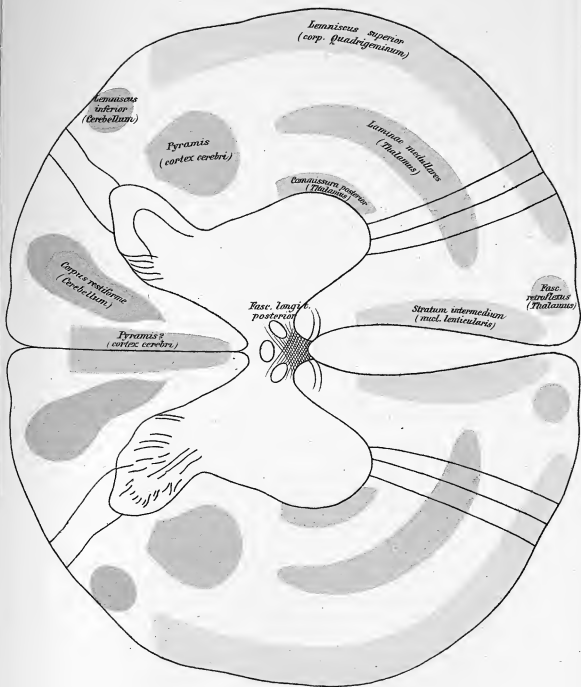 Lemniscus superior
(corp. Quadrigeminum)
Lemniscus
inferior
(Cerebellum)
Pyramis
(cortex cerebri)
Laminae medullares
(Thalamus)
Commissura posterior
(Thalamus)
Corpus restiforme
(Cerebellum)
Fasc. longit.
posterior
Stratum intermedium
(nucl. lenticularis)
Fasc.
retroflexus
(Thalamus)
Pyramis?
(cortex cerebri)